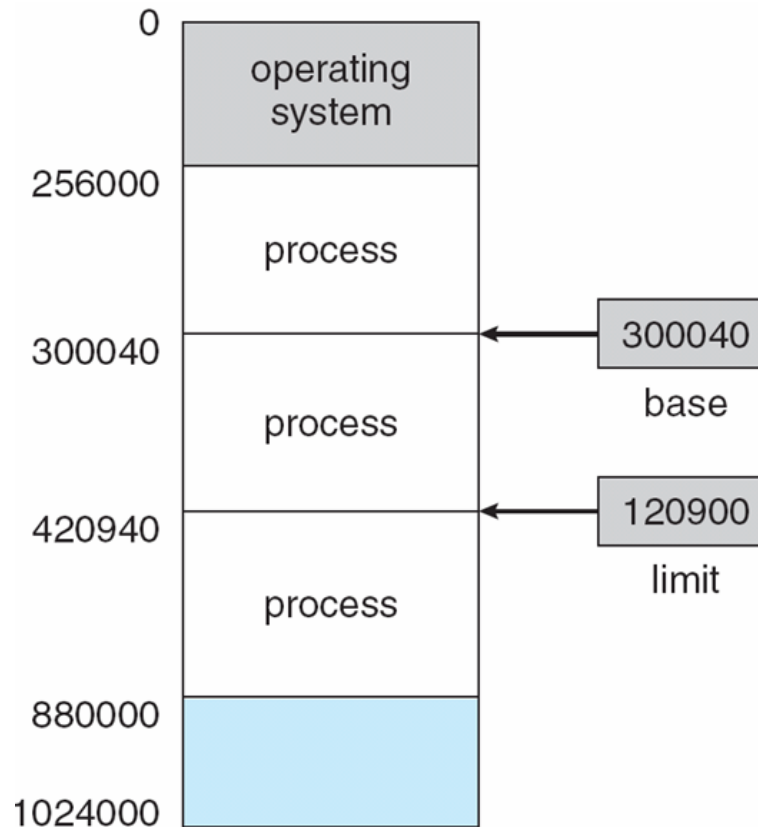 0
operating
system
256000
process
300040
300040
base
process
420940
120900
limit
process
880000
1024000